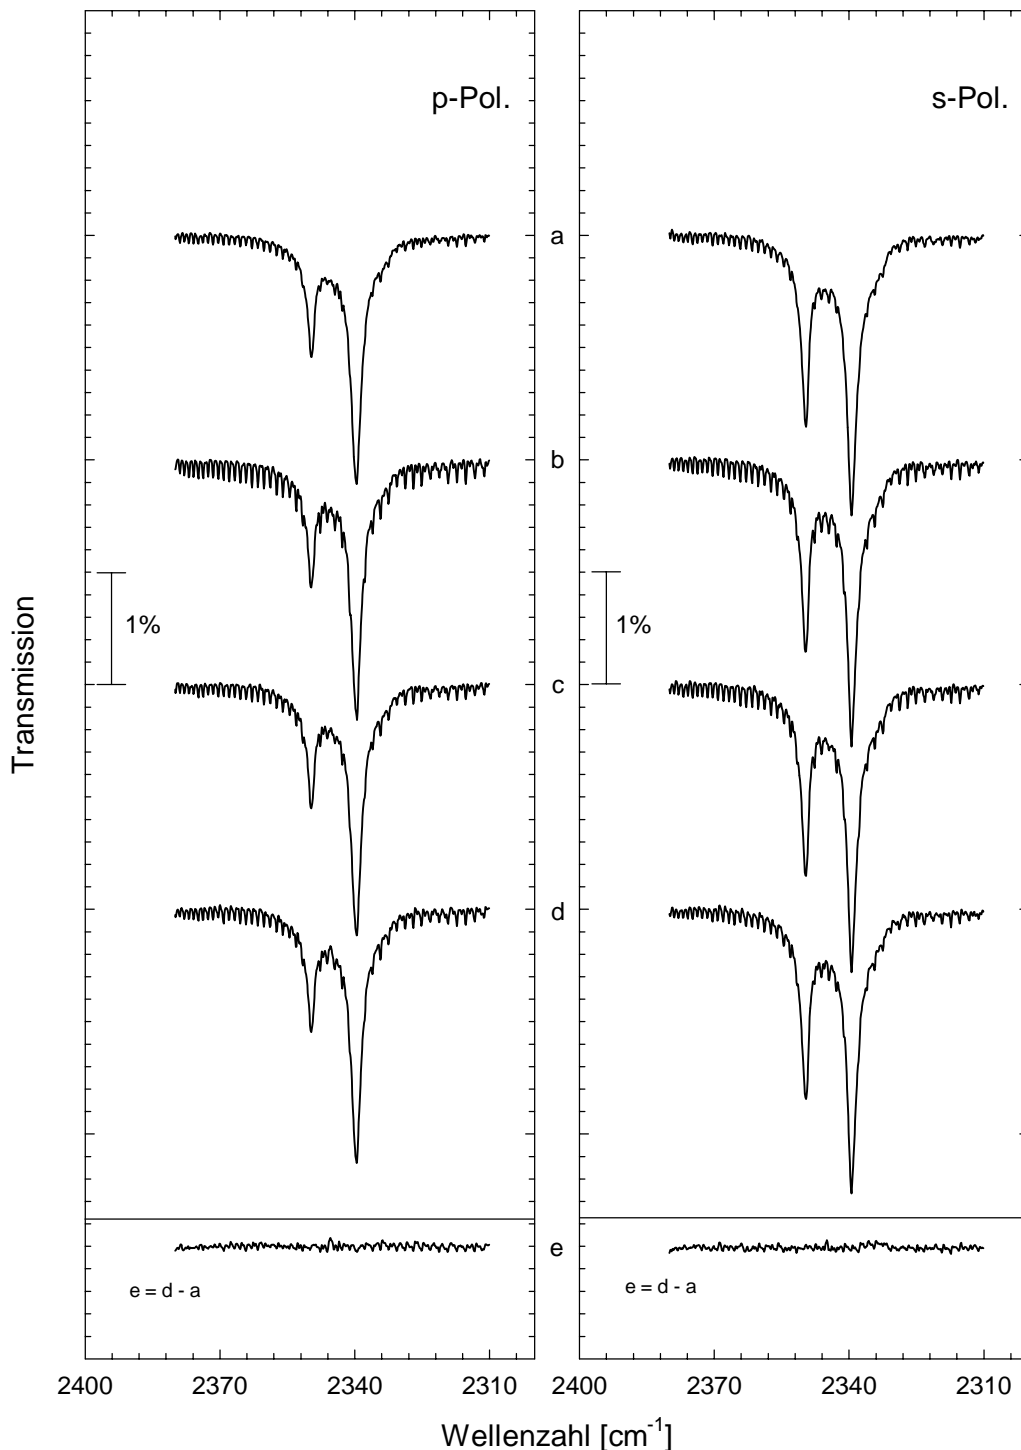 p-Pol.
s-Pol.
a
b
1%
1%
c
Transmission
d
e
e = d - a
e = d - a
2400
2370
2340
2310
2400
2370
2340
2310
Wellenzahl [cm⁻¹]